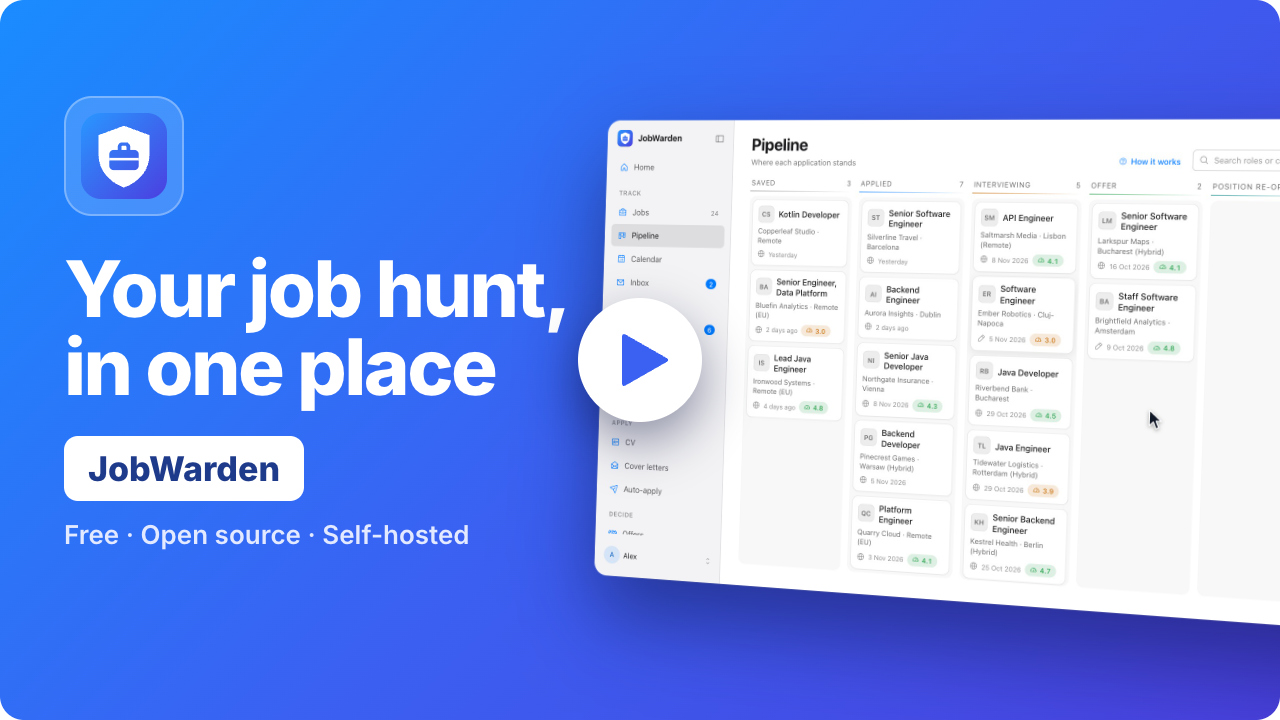 Your job hunt,
in one place
JobWarden
Free · Open source · Self-hosted
JobWarden
Home
TRACK
Jobs 24
Pipeline
Calendar
Inbox 2
6
APPLY
CV
Cover letters
Auto-apply
DECIDE
Offers
A Alex
Pipeline
Where each application stands
How it works
Search roles or c
SAVED 3
CS Kotlin Developer
Copperleaf Studio ·
Remote
Yesterday
BA Senior Engineer,
Data Platform
Bluefin Analytics · Remote
(EU)
2 days ago 3.0
IS Lead Java
Engineer
Ironwood Systems ·
Remote (EU)
4 days ago 4.8
APPLIED 7
ST Senior Software
Engineer
Silverline Travel ·
Barcelona
Yesterday
AI Backend
Engineer
Aurora Insights · Dublin
2 days ago
NI Senior Java
Developer
Northgate Insurance ·
Vienna
8 Nov 2026 4.3
PG Backend
Developer
Pinecrest Games ·
Warsaw (Hybrid)
5 Nov 2026
QC Platform
Engineer
Quarry Cloud · Remote
(EU)
3 Nov 2026 4.1
INTERVIEWING 5
SM API Engineer
Saltmarsh Media · Lisbon
(Remote)
8 Nov 2026 4.1
ER Software
Engineer
Ember Robotics · Cluj-
Napoca
5 Nov 2026 3.0
RB Java Developer
Riverbend Bank ·
Bucharest
29 Oct 2026 4.5
TL Java Engineer
Tidewater Logistics ·
Rotterdam (Hybrid)
29 Oct 2026 3.9
KH Senior Backend
Engineer
Kestrel Health · Berlin
(Hybrid)
25 Oct 2026 4.7
OFFER 2
LM Senior Software
Engineer
Larkspur Maps ·
Bucharest (Hybrid)
16 Oct 2026 4.1
BA Staff Software
Engineer
Brightfield Analytics ·
Amsterdam
9 Oct 2026 4.8
POSITION RE-OP